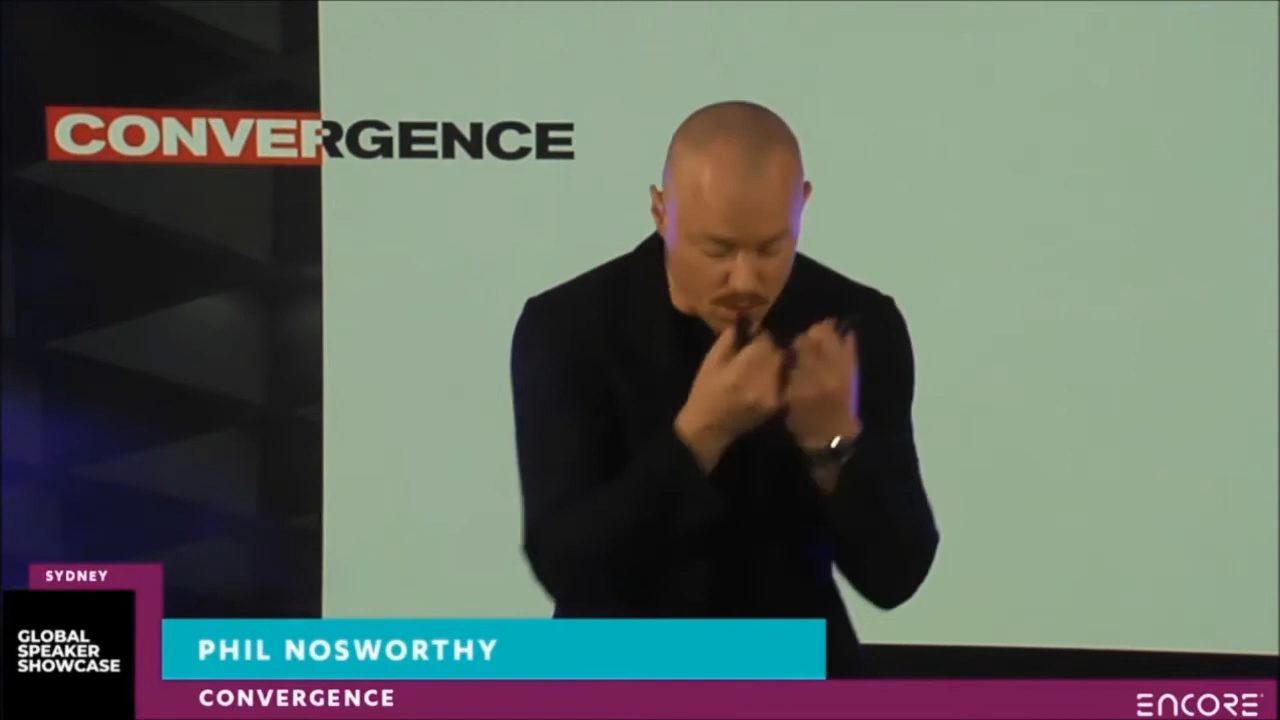 CONVERGENCE
SYDNEY
GLOBAL
SPEAKER
SHOWCASE
PHIL NOSWORTHY
CONVERGENCE
ENCORE